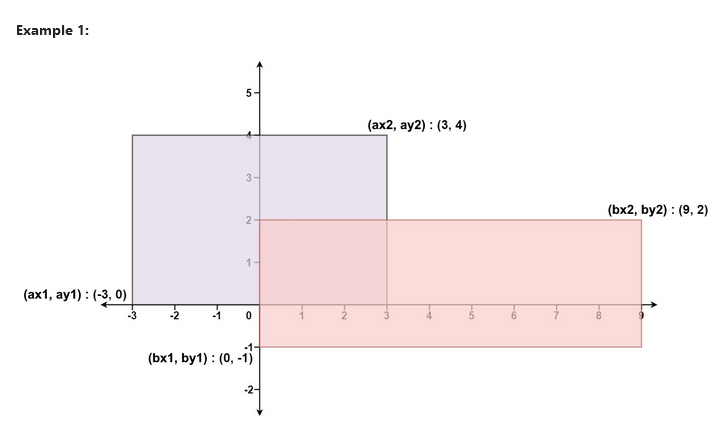 Example 1:
5
(ax2, ay2) : (3, 4)
4
3
(bx2, by2) : (9, 2)
2
1
(ax1, ay1) : (-3, 0)
-3 -2 -1 0 1 2 3 4 5 6 7 8 9
-1
(bx1, by1) : (0, -1)
-2